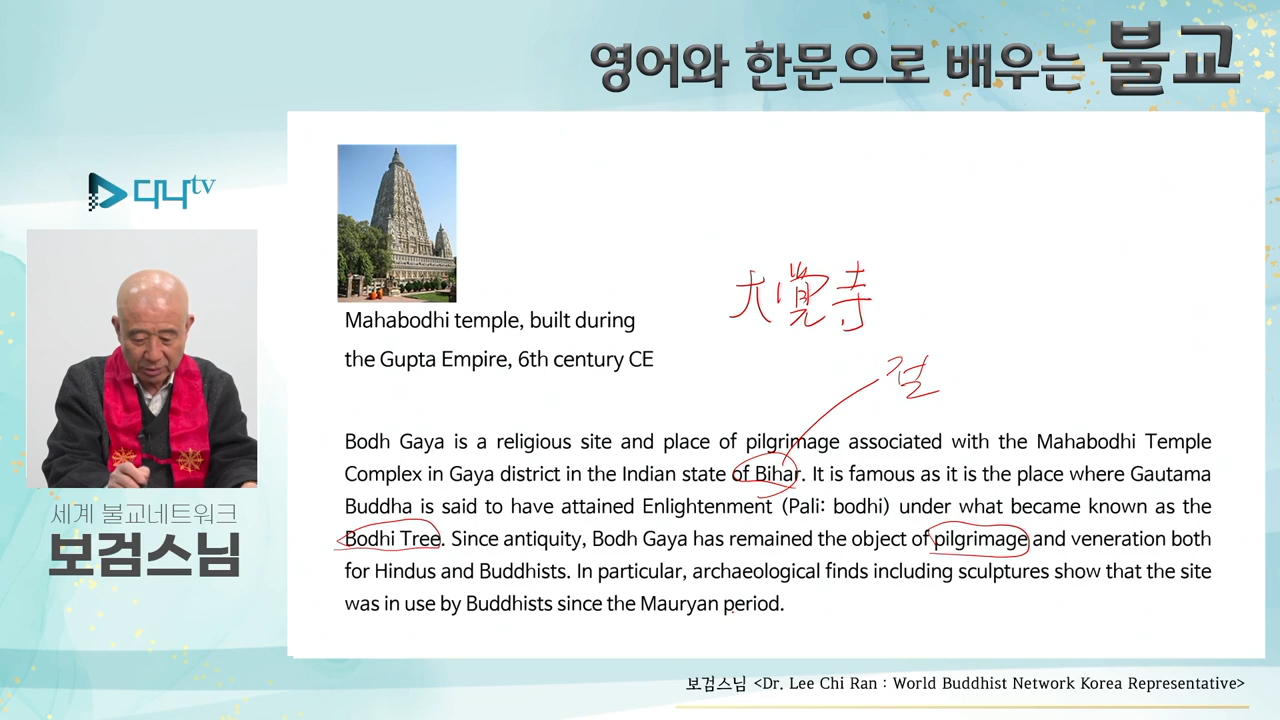 영어와 한문으로 배우는 불교
디니tv
Mahabodhi temple, built during
the Gupta Empire, 6th century CE
大覺寺
절
Bodh Gaya is a religious site and place of pilgrimage associated with the Mahabodhi Temple
Complex in Gaya district in the Indian state of Bihar. It is famous as it is the place where Gautama
Buddha is said to have attained Enlightenment (Pali: bodhi) under what became known as the
Bodhi Tree. Since antiquity, Bodh Gaya has remained the object of pilgrimage and veneration both
for Hindus and Buddhists. In particular, archaeological finds including sculptures show that the site
was in use by Buddhists since the Mauryan period.
세계 불교네트워크
보검스님
보검스님 <Dr. Lee Chi Ran : World Buddhist Network Korea Representative>